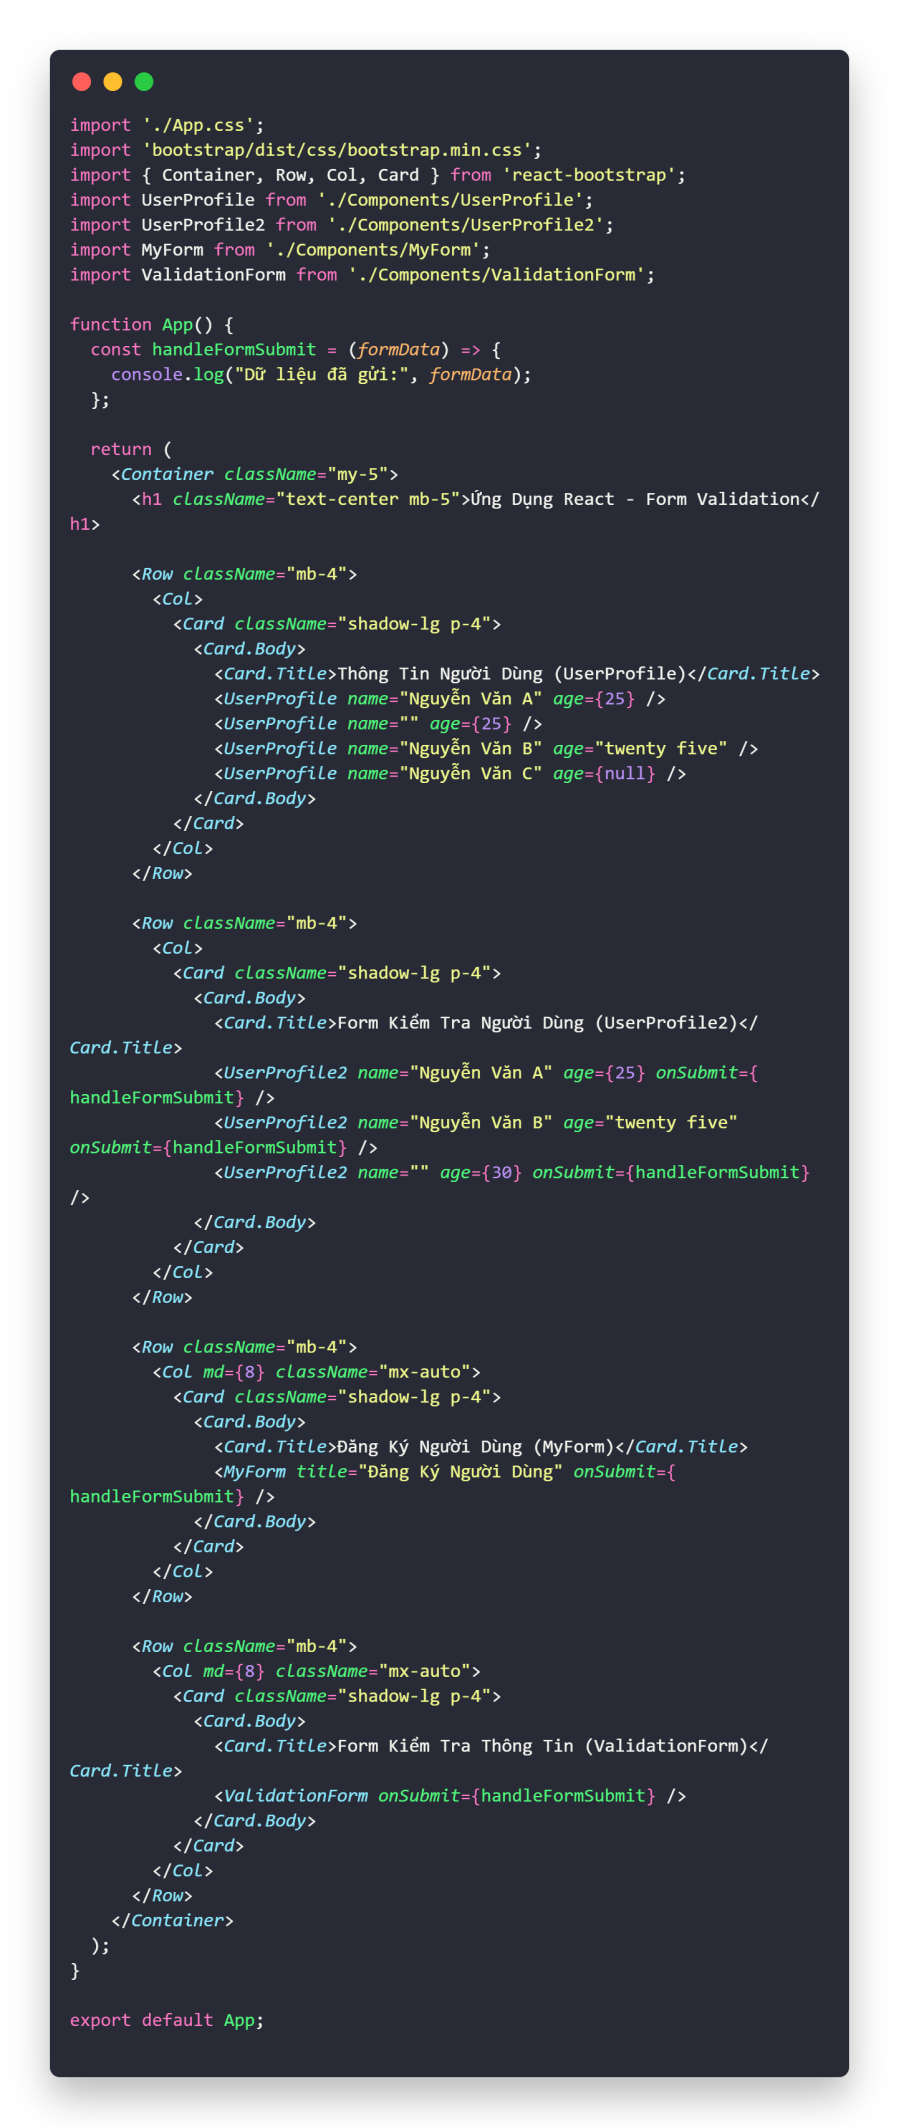 import './App.css';
import 'bootstrap/dist/css/bootstrap.min.css';
import { Container, Row, Col, Card } from 'react-bootstrap';
import UserProfile from './Components/UserProfile';
import UserProfile2 from './Components/UserProfile2';
import MyForm from './Components/MyForm';
import ValidationForm from './Components/ValidationForm';

function App() {
  const handleFormSubmit = (formData) => {
    console.log("Dữ liệu đã gửi:", formData);
  };

  return (
    <Container className="my-5">
      <h1 className="text-center mb-5">Ứng Dụng React - Form Validation</
h1>

      <Row className="mb-4">
        <Col>
          <Card className="shadow-lg p-4">
            <Card.Body>
              <Card.Title>Thông Tin Người Dùng (UserProfile)</Card.Title>
              <UserProfile name="Nguyễn Văn A" age={25} />
              <UserProfile name="" age={25} />
              <UserProfile name="Nguyễn Văn B" age="twenty five" />
              <UserProfile name="Nguyễn Văn C" age={null} />
            </Card.Body>
          </Card>
        </Col>
      </Row>

      <Row className="mb-4">
        <Col>
          <Card className="shadow-lg p-4">
            <Card.Body>
              <Card.Title>Form Kiểm Tra Người Dùng (UserProfile2)</
Card.Title>
              <UserProfile2 name="Nguyễn Văn A" age={25} onSubmit={
handleFormSubmit} />
              <UserProfile2 name="Nguyễn Văn B" age="twenty five"
onSubmit={handleFormSubmit} />
              <UserProfile2 name="" age={30} onSubmit={handleFormSubmit}
/>
            </Card.Body>
          </Card>
        </Col>
      </Row>

      <Row className="mb-4">
        <Col md={8} className="mx-auto">
          <Card className="shadow-lg p-4">
            <Card.Body>
              <Card.Title>Đăng Ký Người Dùng (MyForm)</Card.Title>
              <MyForm title="Đăng Ký Người Dùng" onSubmit={
handleFormSubmit} />
            </Card.Body>
          </Card>
        </Col>
      </Row>

      <Row className="mb-4">
        <Col md={8} className="mx-auto">
          <Card className="shadow-lg p-4">
            <Card.Body>
              <Card.Title>Form Kiểm Tra Thông Tin (ValidationForm)</
Card.Title>
              <ValidationForm onSubmit={handleFormSubmit} />
            </Card.Body>
          </Card>
        </Col>
      </Row>
    </Container>
  );
}

export default App;